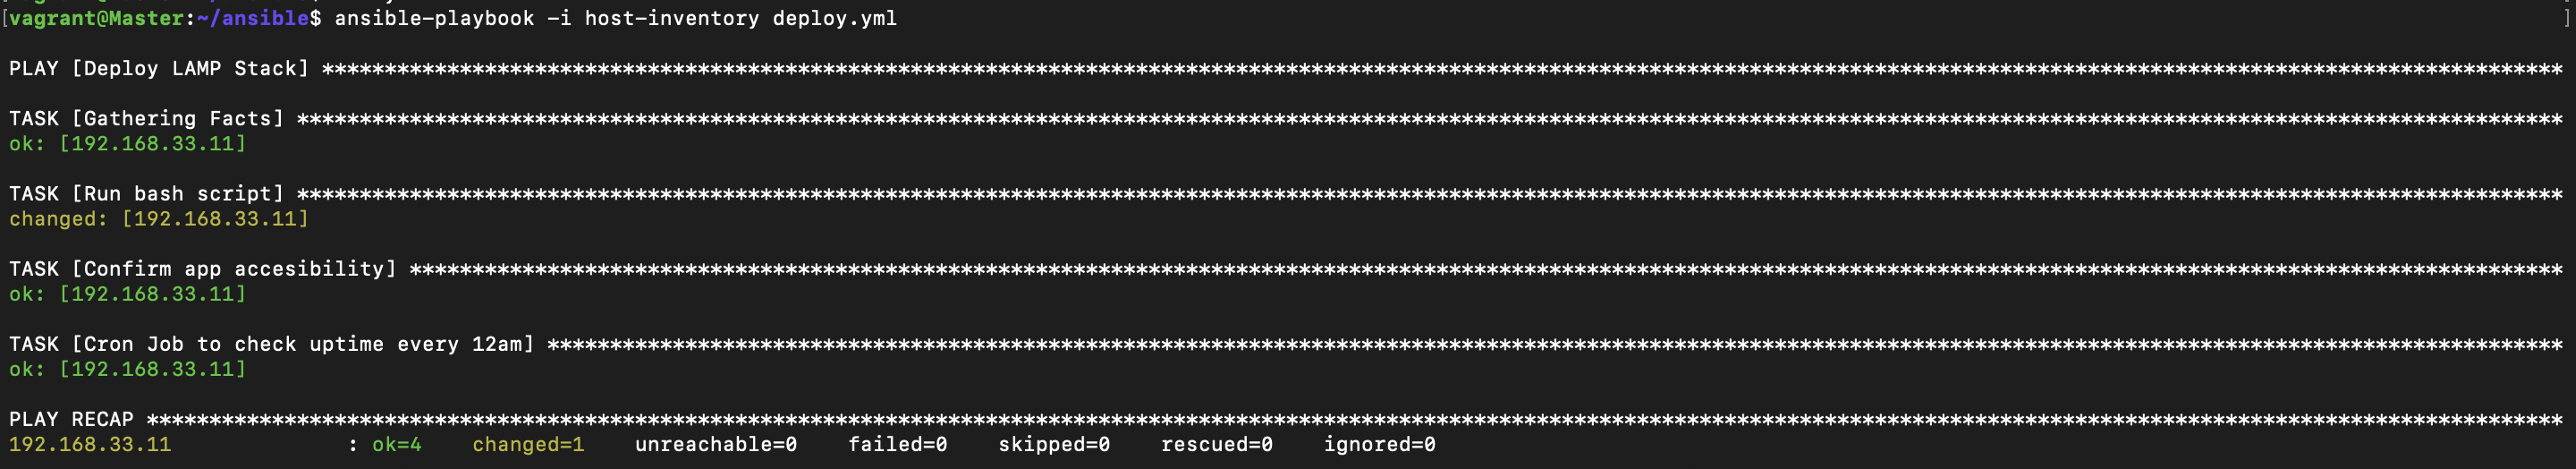 [vagrant@Master:~/ansible$ ansible-playbook -i host-inventory deploy.yml ]
PLAY [Deploy LAMP Stack] ***********************************************************************************************************************************************************************************
TASK [Gathering Facts] *************************************************************************************************************************************************************************************
ok: [192.168.33.11]
TASK [Run bash script] *************************************************************************************************************************************************************************************
changed: [192.168.33.11]
TASK [Confirm app accesibility] ****************************************************************************************************************************************************************************
ok: [192.168.33.11]
TASK [Cron Job to check uptime every 12am] *****************************************************************************************************************************************************************
ok: [192.168.33.11]
PLAY RECAP *************************************************************************************************************************************************************************************************
192.168.33.11 : ok=4 changed=1 unreachable=0 failed=0 skipped=0 rescued=0 ignored=0